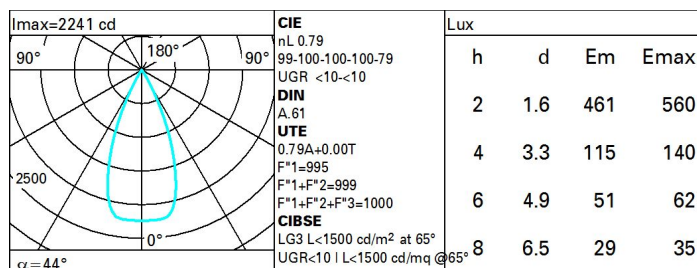 Imax=2241 cd
90° 180° 90°
2500
0°
α=44°
CIE
nL 0.79
99-100-100-100-79
UGR <10-<10
DIN
A.61
UTE
0.79A+0.00T
F"1=995
F"1+F"2=999
F"1+F"2+F"3=1000
CIBSE
LG3 L<1500 cd/m² at 65°
UGR<10 | L<1500 cd/mq @65°
Lux
h d Em Emax
2 1.6 461 560
4 3.3 115 140
6 4.9 51 62
8 6.5 29 35